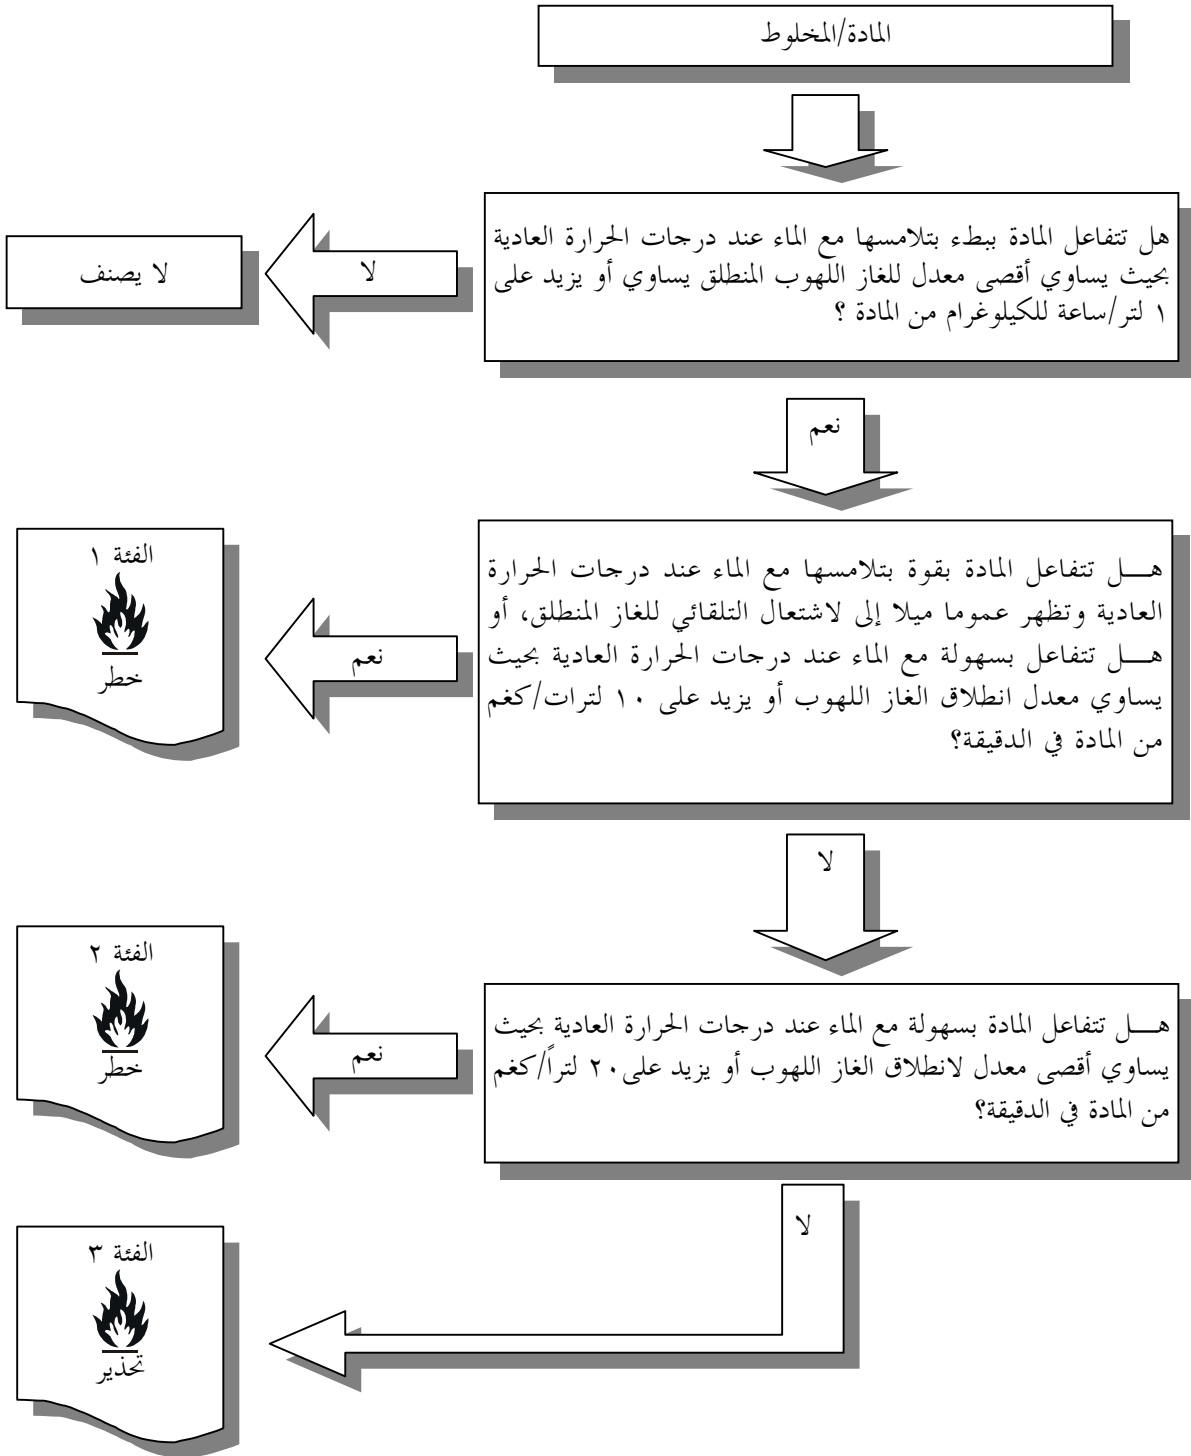 المادة/المخلوط
هل تتفاعل المادة ببطء بتلامسها مع الماء عند درجات الحرارة العادية
بحيث يساوي أقصى معدل للغاز اللهوب المنطلق يساوي أو يزيد على
١ لتر/ساعة للكيلوغرام من المادة ؟
لا
لا يصنف
نعم
هـــل تتفاعل المادة بقوة بتلامسها مع الماء عند درجات الحرارة
العادية وتظهر عموما ميلا إلى لاشتعال التلقائي للغاز المنطلق، أو
هـــل تتفاعل بسهولة مع الماء عند درجات الحرارة العادية بحيث
يساوي معدل انطلاق الغاز اللهوب أو يزيد على ١٠ لترات/كغم
من المادة في الدقيقة؟
نعم
الفئة ١
خطر
لا
هـــل تتفاعل المادة بسهولة مع الماء عند درجات الحرارة العادية بحيث
يساوي أقصى معدل لانطلاق الغاز اللهوب أو يزيد على٢٠ لتراً/كغم
من المادة في الدقيقة؟
نعم
الفئة ٢
خطر
لا
الفئة ٣
تحذير